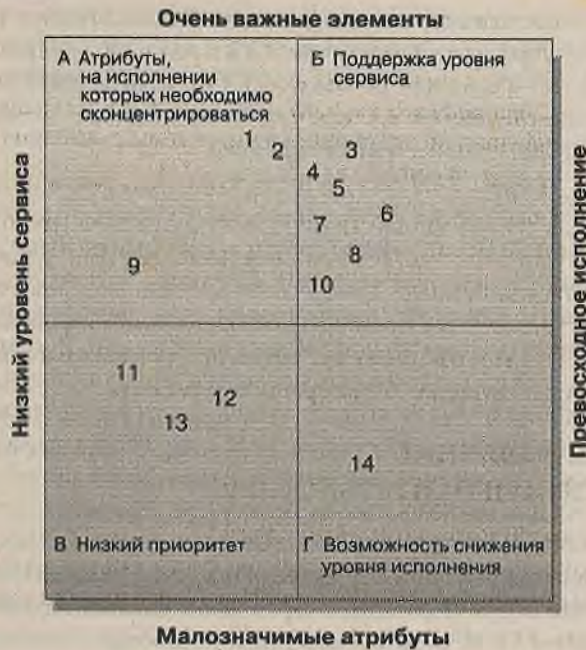 Очень важные элементы
А Атрибуты,
на исполнении
которых необходимо
сконцентрироваться
Б Поддержка уровня
сервиса
1
2
3
4
5
6
7
8
9
10
Низкий уровень сервиса
Превосходное исполнение
11
12
13
14
В Низкий приоритет
Г Возможность снижения
уровня исполнения
Малозначимые атрибуты